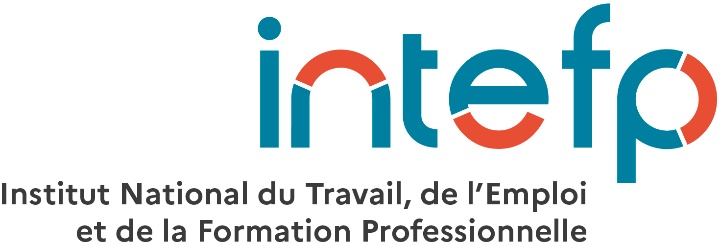 intefp
Institut National du Travail, de l'Emploi
et de la Formation Professionnelle